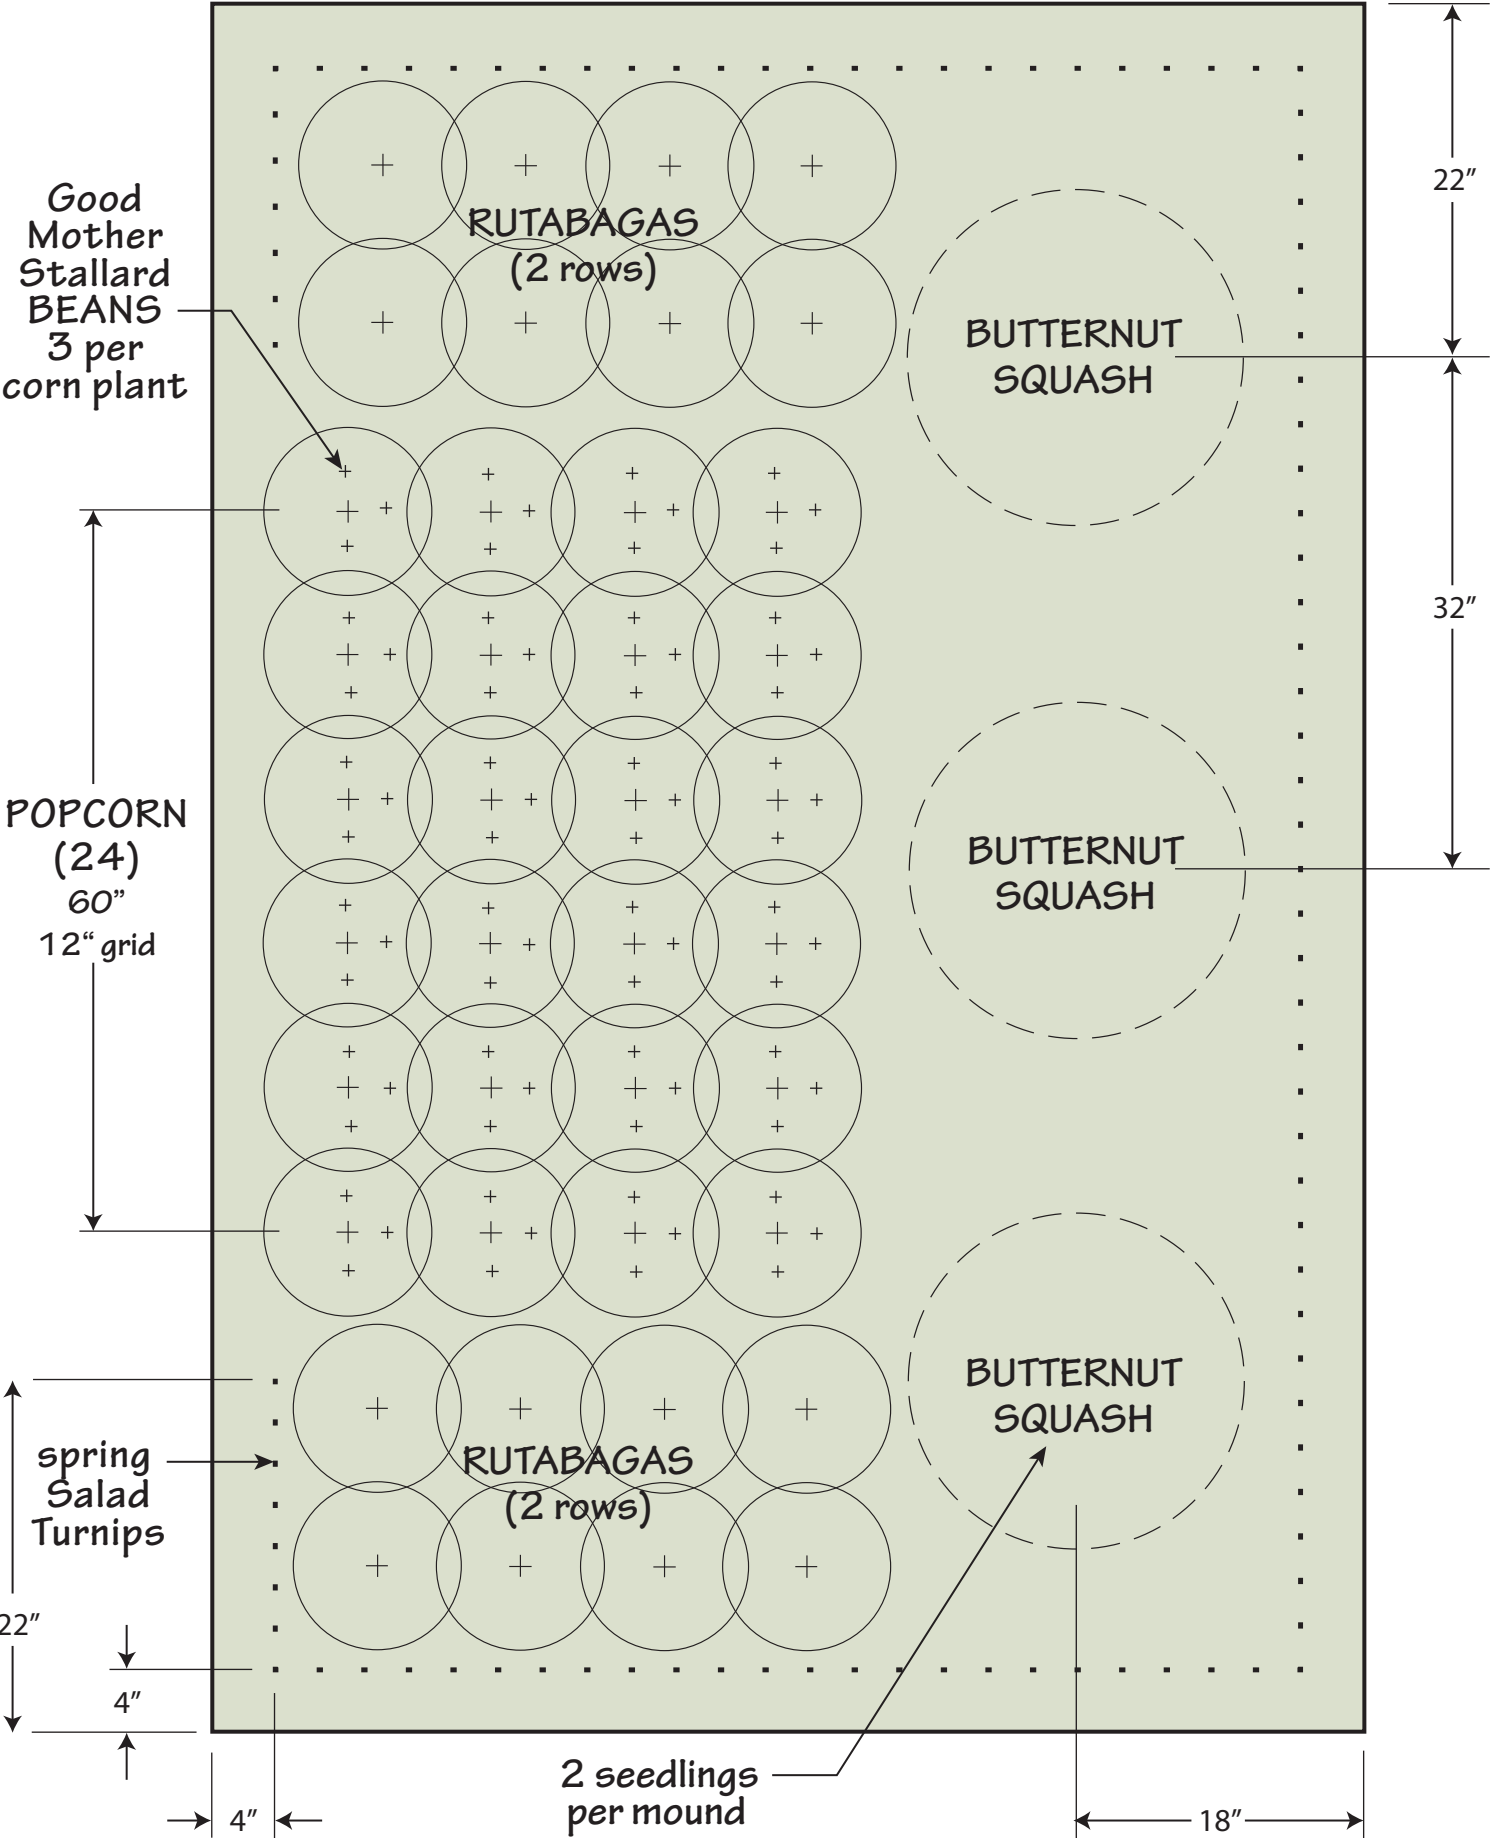 22″
Good
Mother
Stallard
BEANS
3 per
corn plant
RUTABAGAS
(2 rows)
BUTTERNUT
SQUASH
32″
POPCORN
(24)
60”
12“ grid
BUTTERNUT
SQUASH
BUTTERNUT
SQUASH
spring
Salad
Turnips
RUTABAGAS
(2 rows)
22″
4″
2 seedlings
per mound
4″
18″